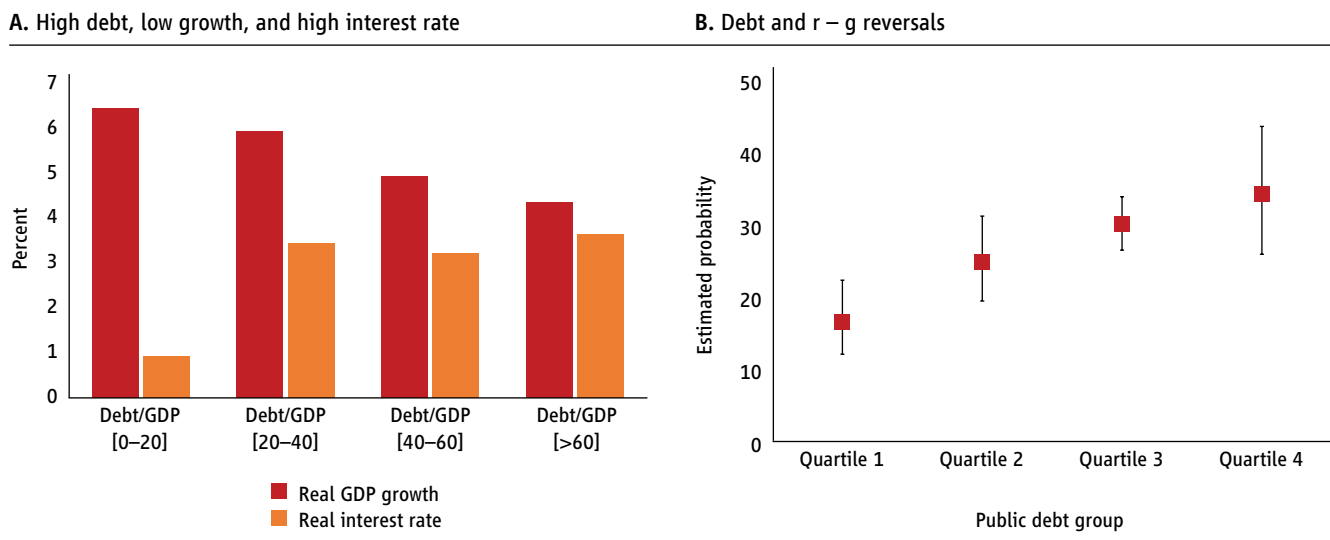 A. High debt, low growth, and high interest rate
7
6
5
4
3
2
1
0
Percent
Debt/GDP [0–20]
Debt/GDP [20–40]
Debt/GDP [40–60]
Debt/GDP [>60]
Real GDP growth
Real interest rate
B. Debt and r – g reversals
50
40
30
20
10
0
Estimated probability
Quartile 1
Quartile 2
Quartile 3
Quartile 4
Public debt group